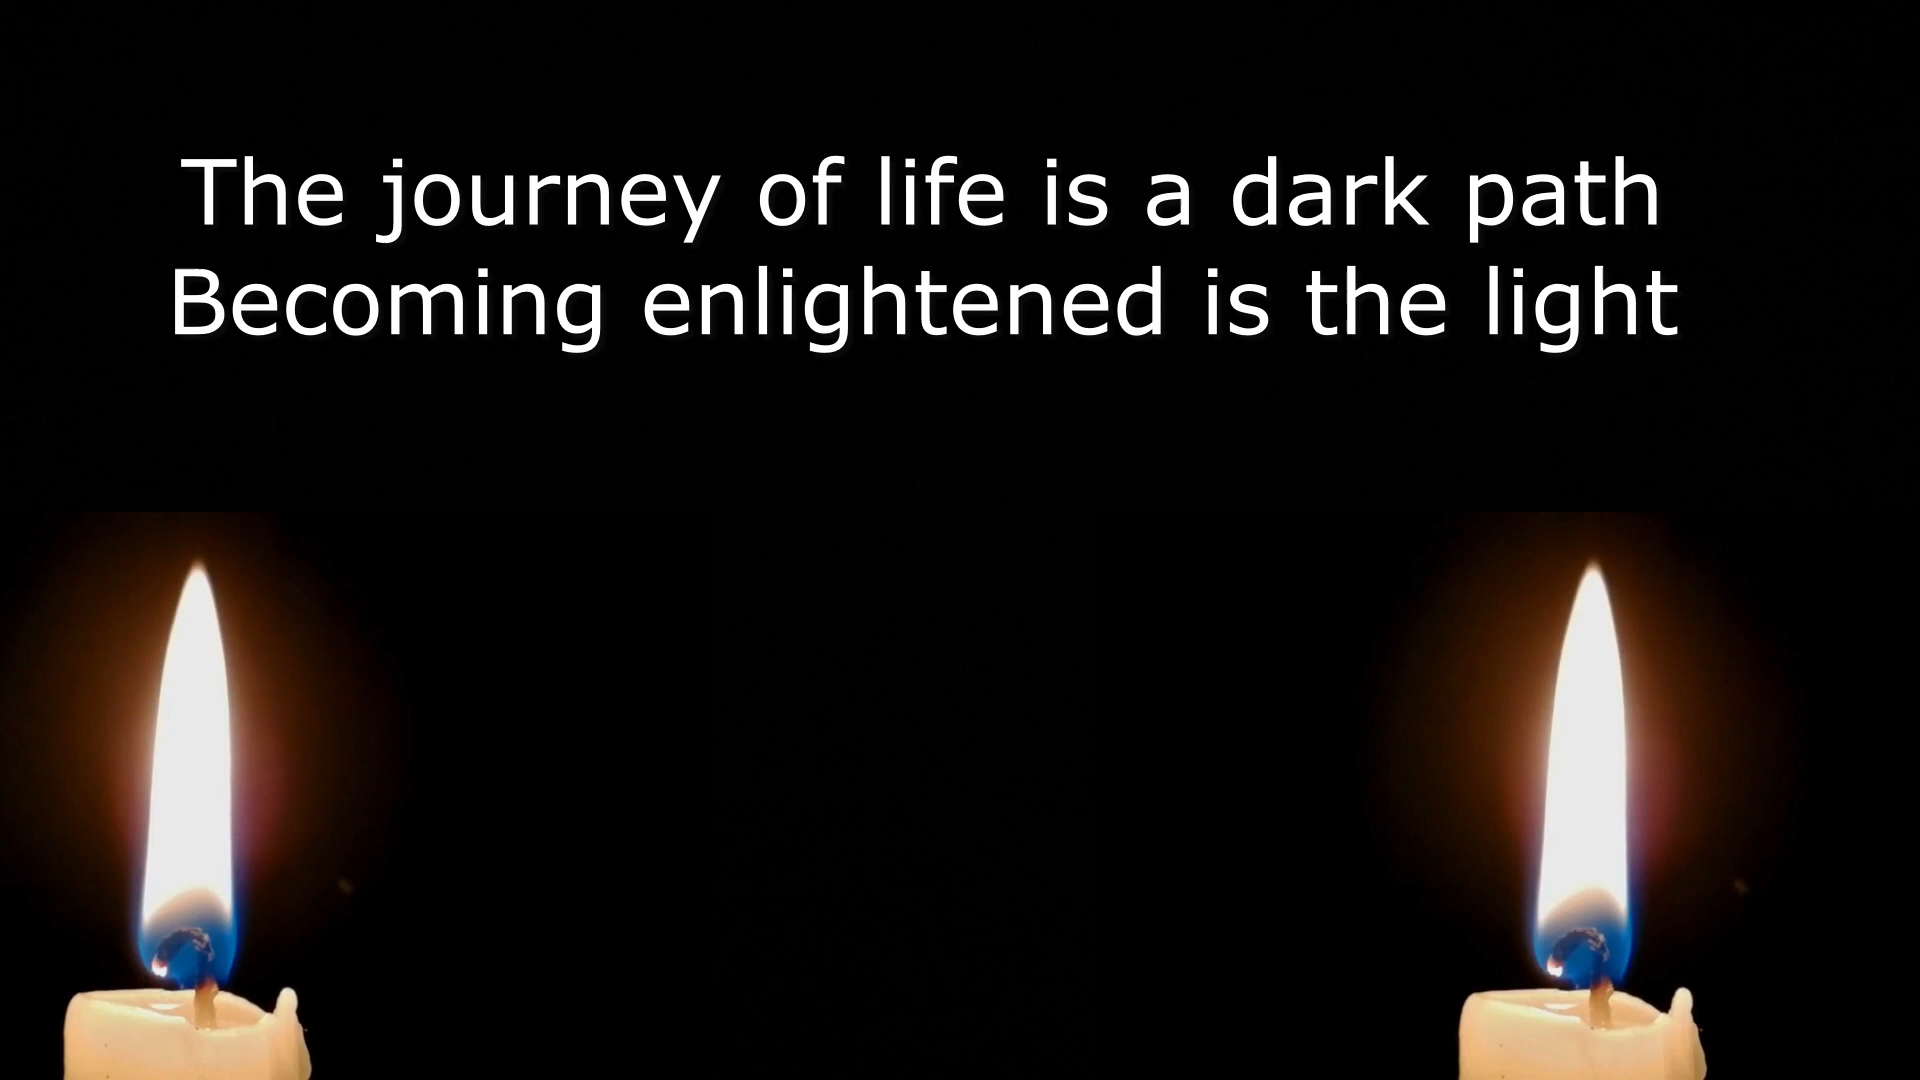 The journey of life is a dark path
Becoming enlightened is the light